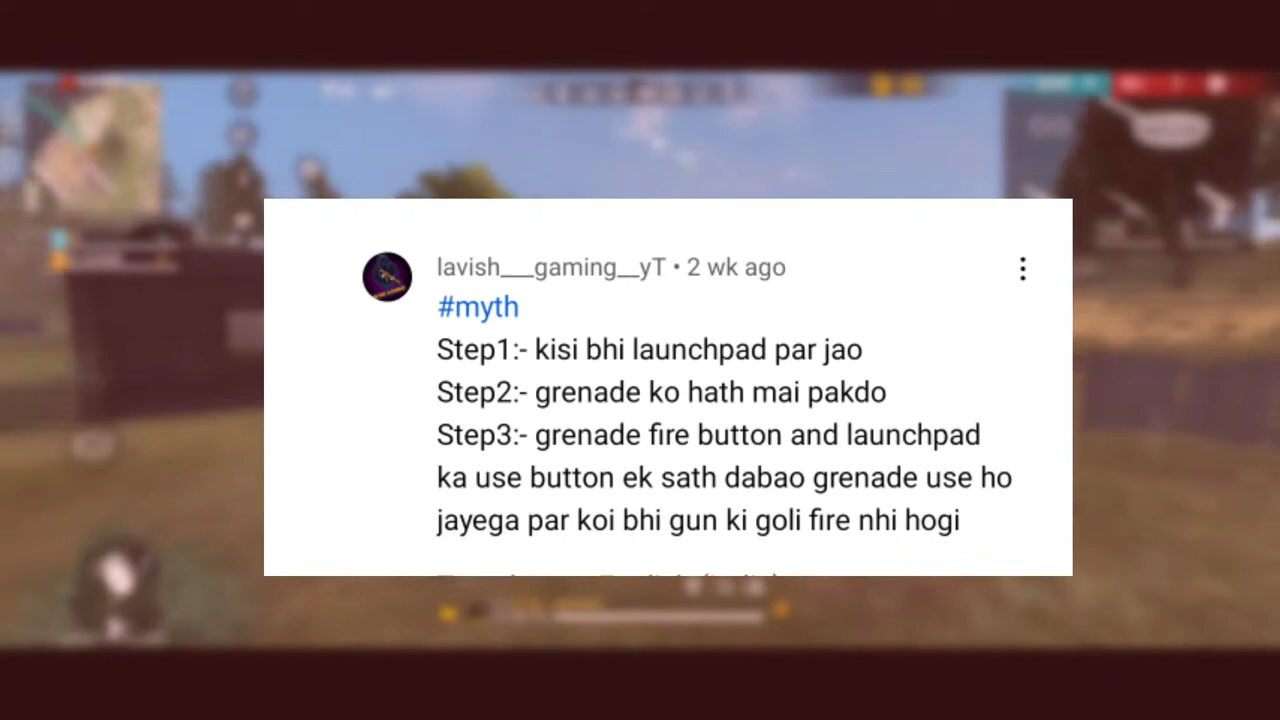 lavish___gaming__yT • 2 wk ago
#myth
Step1:- kisi bhi launchpad par jao
Step2:- grenade ko hath mai pakdo
Step3:- grenade fire button and launchpad
ka use button ek sath dabao grenade use ho
jayega par koi bhi gun ki goli fire nhi hogi